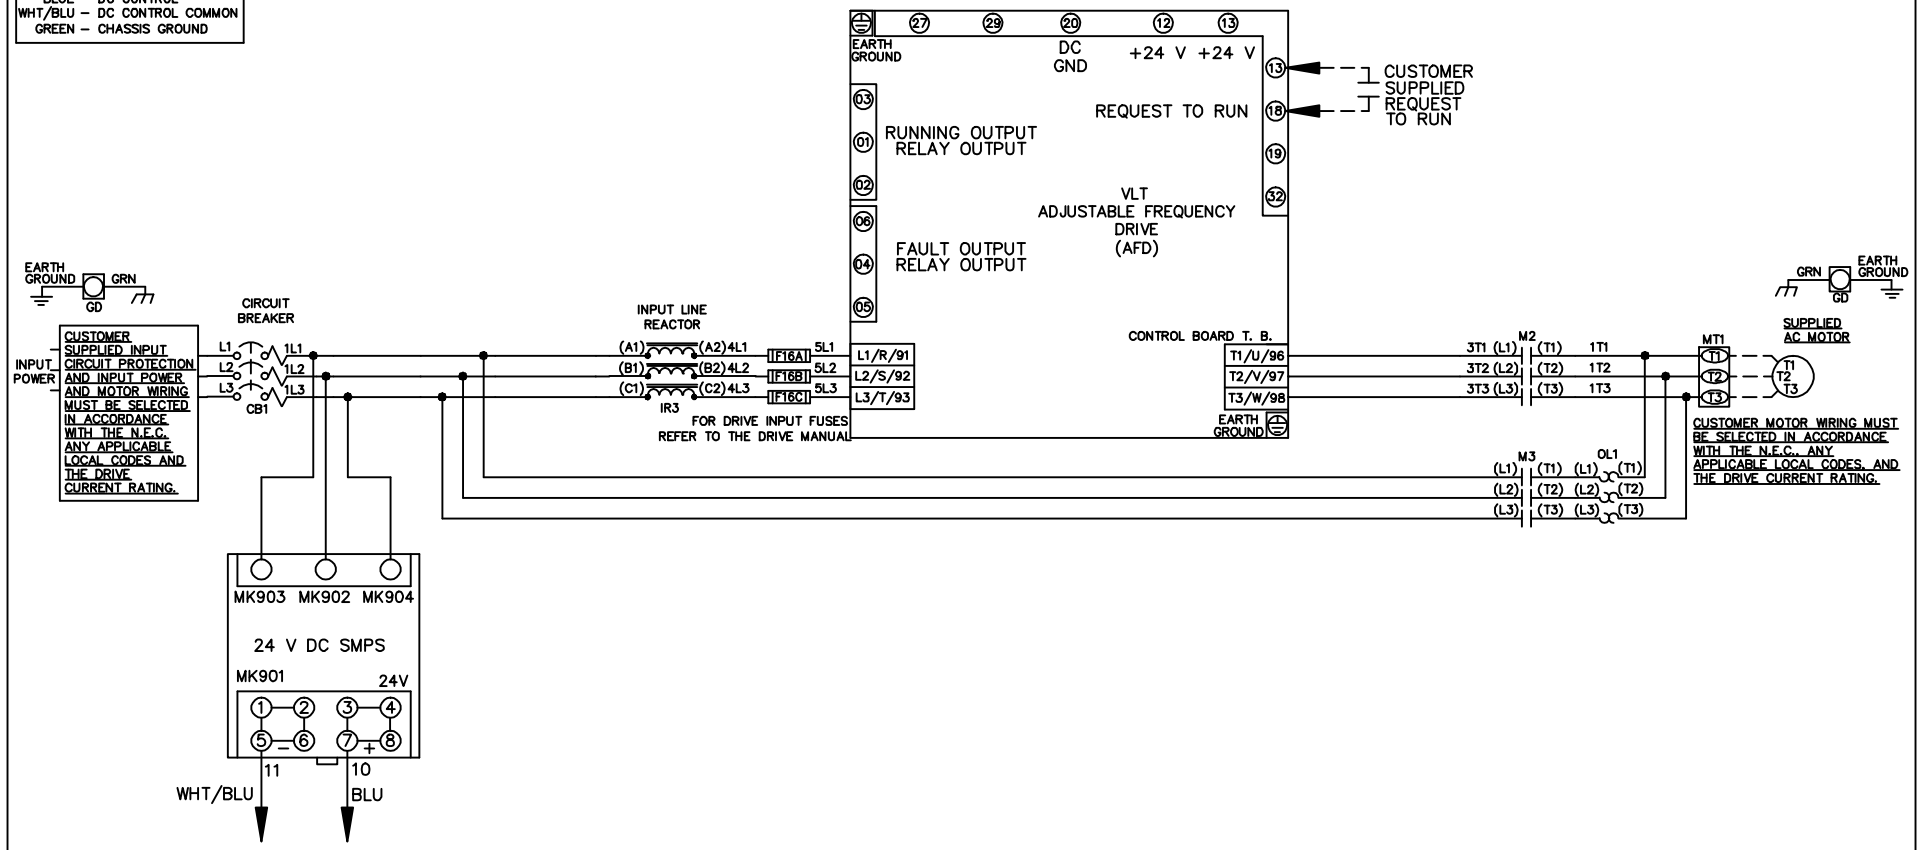 WHT/BLU – DC CONTROL COMMON
GREEN – CHASSIS GROUND
27 29 20 12 13
EARTH
GROUND
DC
GND
+24 V +24 V
13
18
19
32
REQUEST TO RUN
CUSTOMER
SUPPLIED
REQUEST
TO RUN
03
01
02
RUNNING OUTPUT
RELAY OUTPUT
06
04
05
FAULT OUTPUT
RELAY OUTPUT
VLT
ADJUSTABLE FREQUENCY
DRIVE
(AFD)
EARTH
GROUND
GRN
GD
CIRCUIT
BREAKER
INPUT
POWER
CUSTOMER
SUPPLIED INPUT
CIRCUIT PROTECTION
AND INPUT POWER
AND MOTOR WIRING
MUST BE SELECTED
IN ACCORDANCE
WITH THE N.E.C.
ANY APPLICABLE
LOCAL CODES AND
THE DRIVE
CURRENT RATING.
L1 1L1
L2 1L2
L3 1L3
CB1
INPUT LINE
REACTOR
(A1) (A2) 4L1 F16A 5L1 L1/R/91
(B1) (B2) 4L2 F16B 5L2 L2/S/92
(C1) (C2) 4L3 F16C 5L3 L3/T/93
IR3
FOR DRIVE INPUT FUSES
REFER TO THE DRIVE MANUAL
CONTROL BOARD T. B.
T1/U/96
T2/V/97
T3/W/98
EARTH
GROUND
M2
3T1 (L1) (T1) 1T1
3T2 (L2) (T2) 1T2
3T3 (L3) (T3) 1T3
M3 OL1
(L1) (T1) (L1) (T1)
(L2) (T2) (L2) (T2)
(L3) (T3) (L3) (T3)
GRN
GD
EARTH
GROUND
SUPPLIED
AC MOTOR
MT1
T1
T2
T3
T1
T2
T3
CUSTOMER MOTOR WIRING MUST
BE SELECTED IN ACCORDANCE
WITH THE N.E.C., ANY
APPLICABLE LOCAL CODES, AND
THE DRIVE CURRENT RATING.
MK903 MK902 MK904
24 V DC SMPS
MK901
24V
1 2 3 4
5 – 6 7 + 8
11 10
WHT/BLU BLU